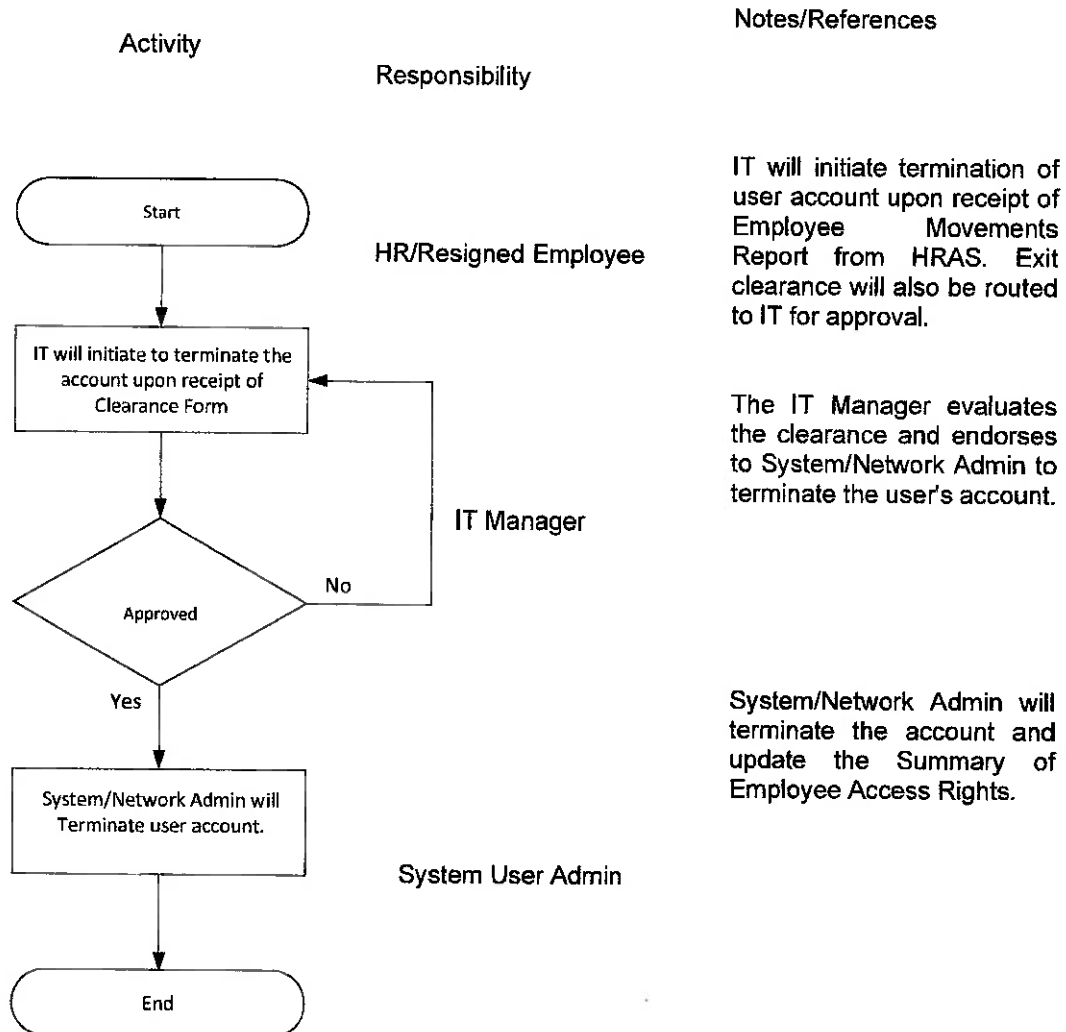 Activity
Responsibility
Notes/References
Start
HR/Resigned Employee
IT will initiate termination of
user account upon receipt of
Employee Movements
Report from HRAS. Exit
clearance will also be routed
to IT for approval.
IT will initiate to terminate the
account upon receipt of
Clearance Form
The IT Manager evaluates
the clearance and endorses
to System/Network Admin to
terminate the user's account.
IT Manager
Approved
No
Yes
System/Network Admin will
Terminate user account.
System/Network Admin will
terminate the account and
update the Summary of
Employee Access Rights.
System User Admin
End